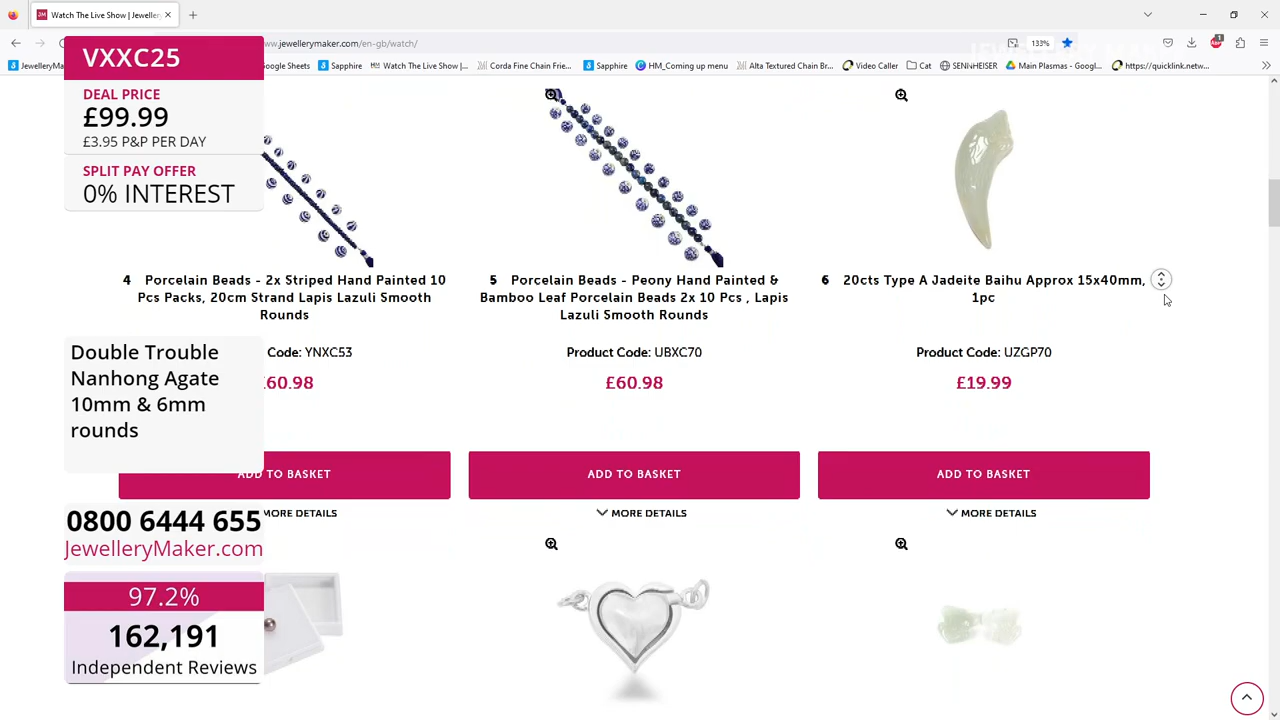 Watch The Live Show | Jeweller
w.jewellerymaker.com/en-gb/watch/
133%
1
JewelleryM
ogle Sheets
Sapphire
Watch The Live Show |...
Corda Fine Chain Frie...
Sapphire
HM_Coming up menu
Alta Textured Chain Br...
Video Caller
Cat
SENNHEISER
Main Plasmas - Googl...
https://quicklink.netw...
VXXC25
DEAL PRICE
£99.99
£3.95 P&P PER DAY
SPLIT PAY OFFER
0% INTEREST
4 Porcelain Beads - 2x Striped Hand Painted 10
Pcs Packs, 20cm Strand Lapis Lazuli Smooth
Rounds
Code: YNXC53
£60.98
ADD TO BASKET
MORE DETAILS
5 Porcelain Beads - Peony Hand Painted &
Bamboo Leaf Porcelain Beads 2x 10 Pcs , Lapis
Lazuli Smooth Rounds
Product Code: UBXC70
£60.98
ADD TO BASKET
MORE DETAILS
6 20cts Type A Jadeite Baihu Approx 15x40mm,
1pc
Product Code: UZGP70
£19.99
ADD TO BASKET
MORE DETAILS
Double Trouble
Nanhong Agate
10mm & 6mm
rounds
0800 6444 655
JewelleryMaker.com
97.2%
162,191
Independent Reviews